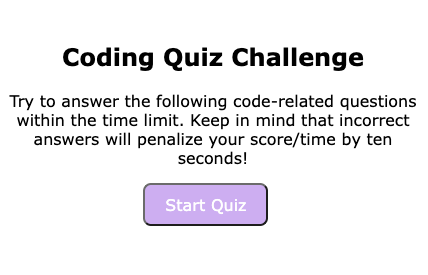 Coding Quiz Challenge
Try to answer the following code-related questions
within the time limit. Keep in mind that incorrect
answers will penalize your score/time by ten
seconds!
Start Quiz